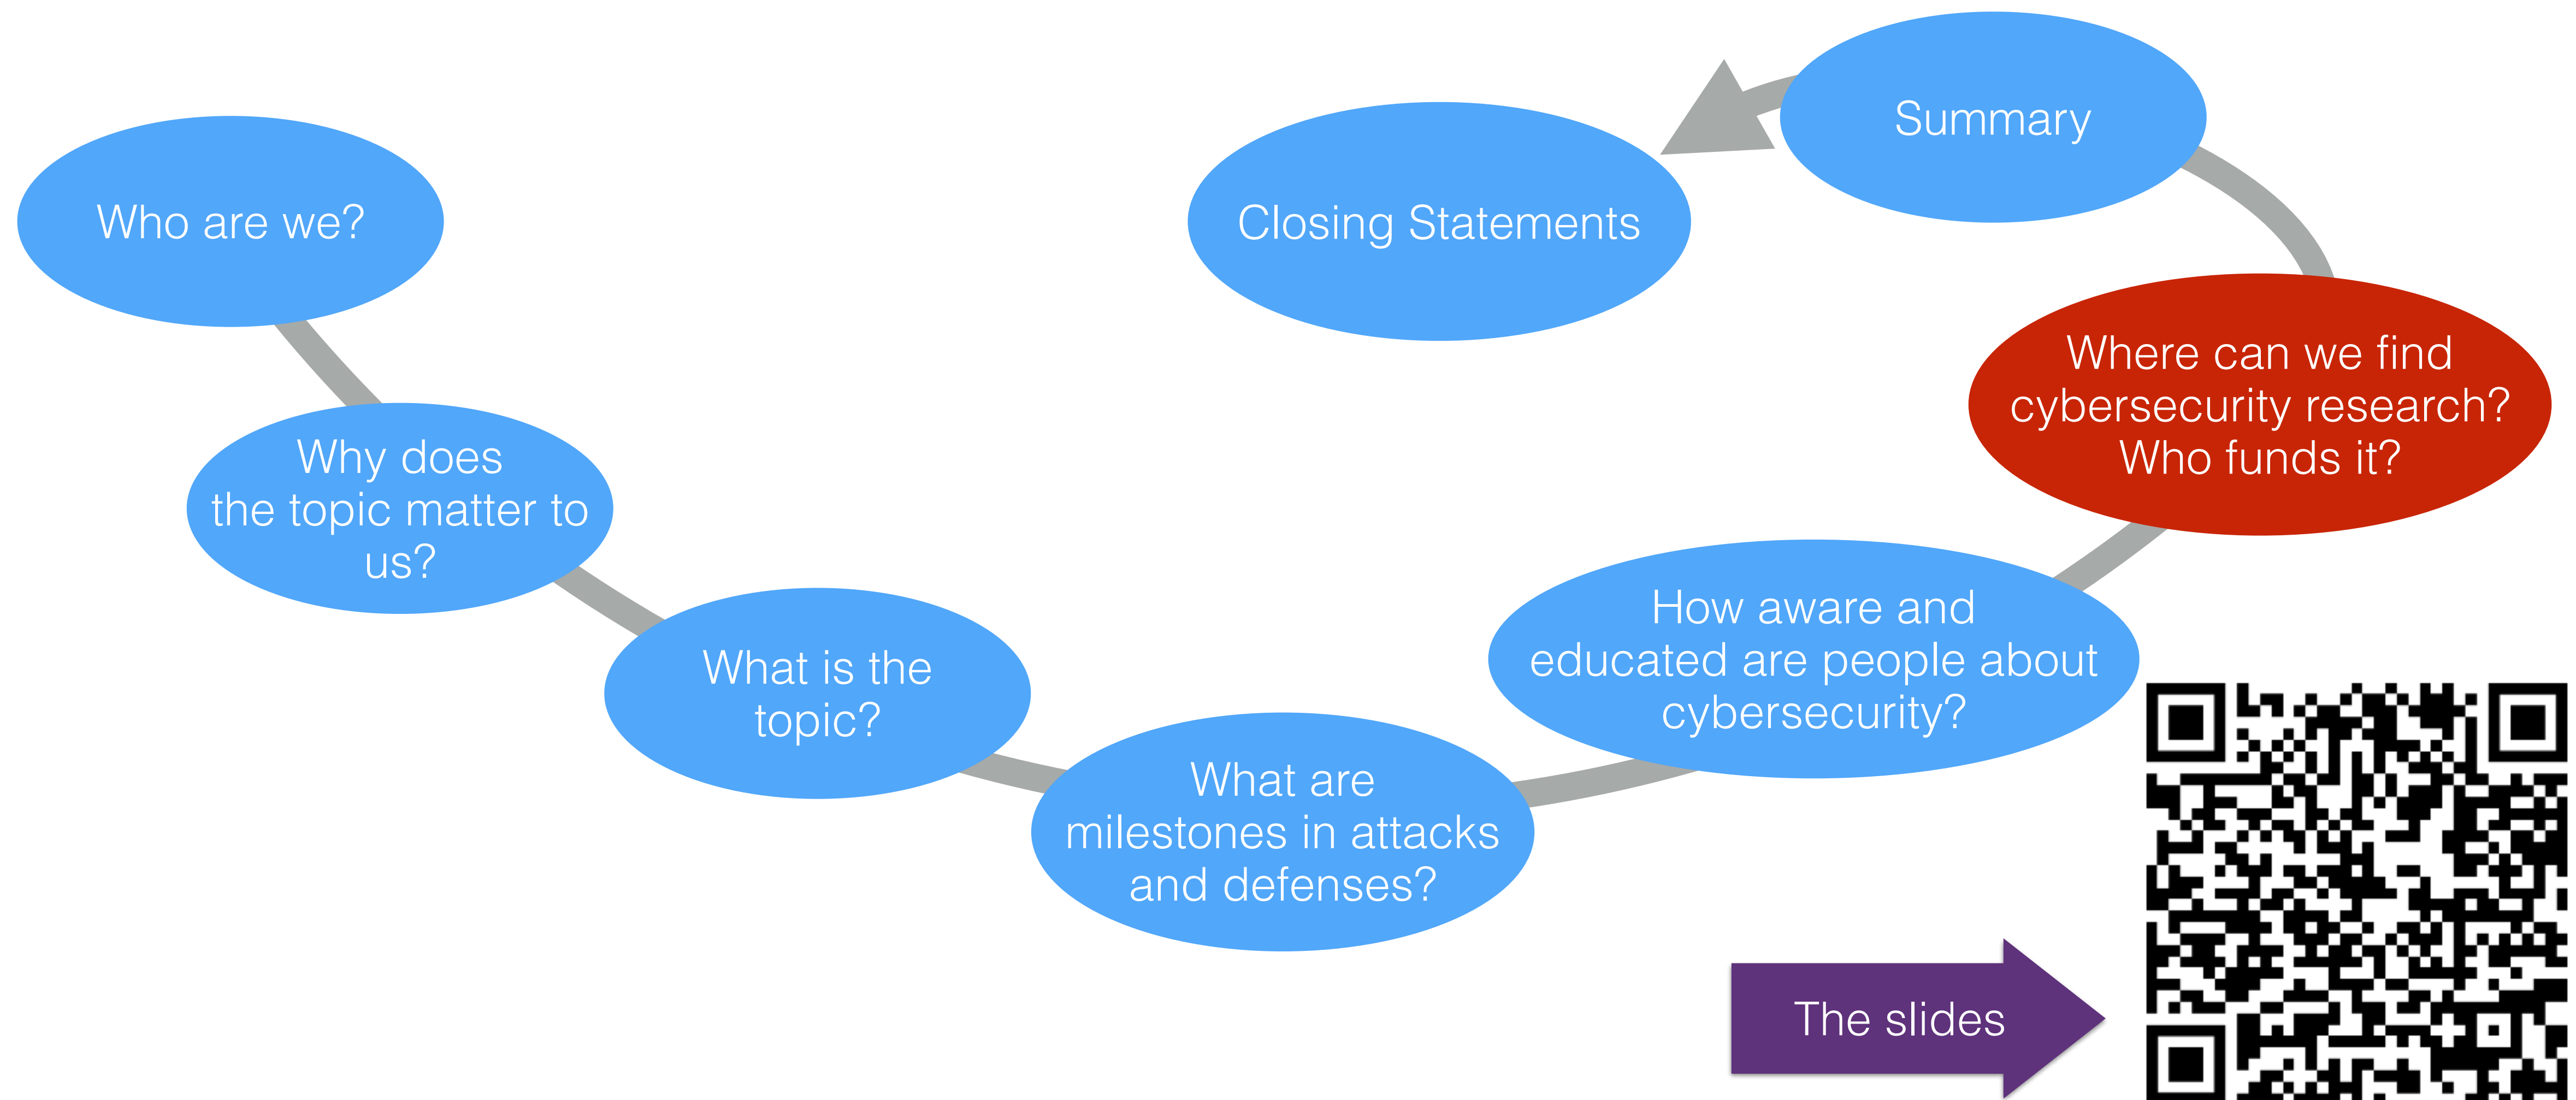 Who are we?
Why does
the topic matter to
us?
What is the
topic?
What are
milestones in attacks
and defenses?
How aware and
educated are people about
cybersecurity?
Where can we find
cybersecurity research?
Who funds it?
Summary
Closing Statements
The slides